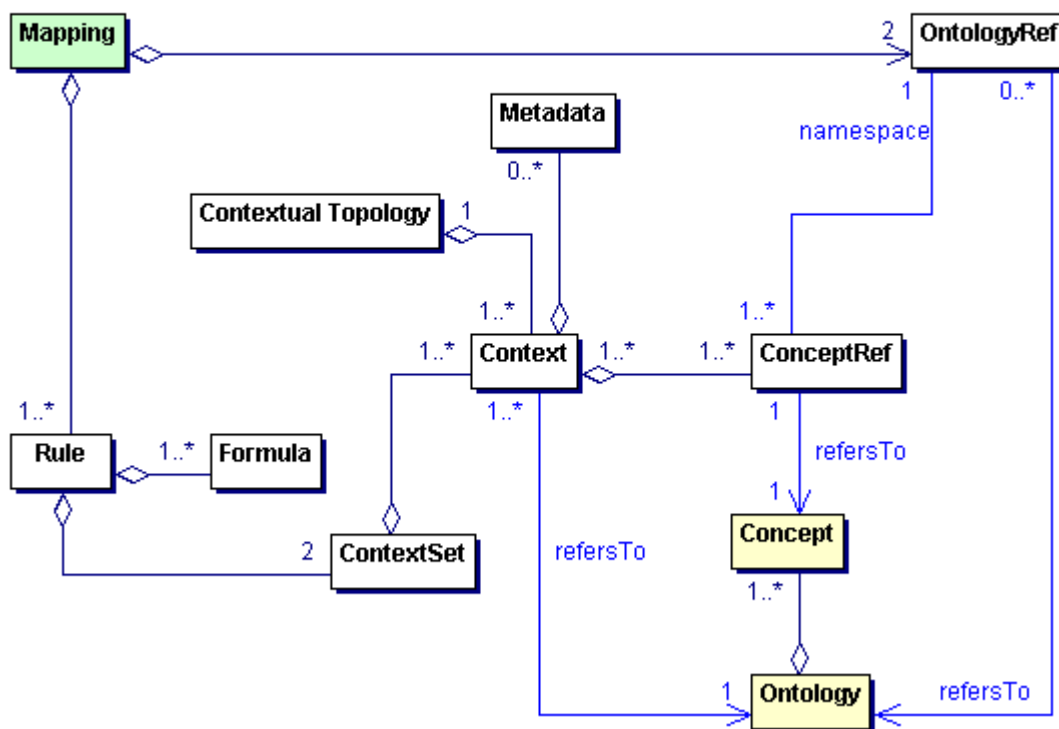 Mapping
2
OntologyRef
1
0..*
namespace
Metadata
0..*
Contextual Topology
1
1..*
1..*
1..*
Context
1..*
1..*
ConceptRef
1..*
1
1..*
Rule
1..*
Formula
refersTo
1
Concept
2
ContextSet
refersTo
1..*
1
Ontology
refersTo